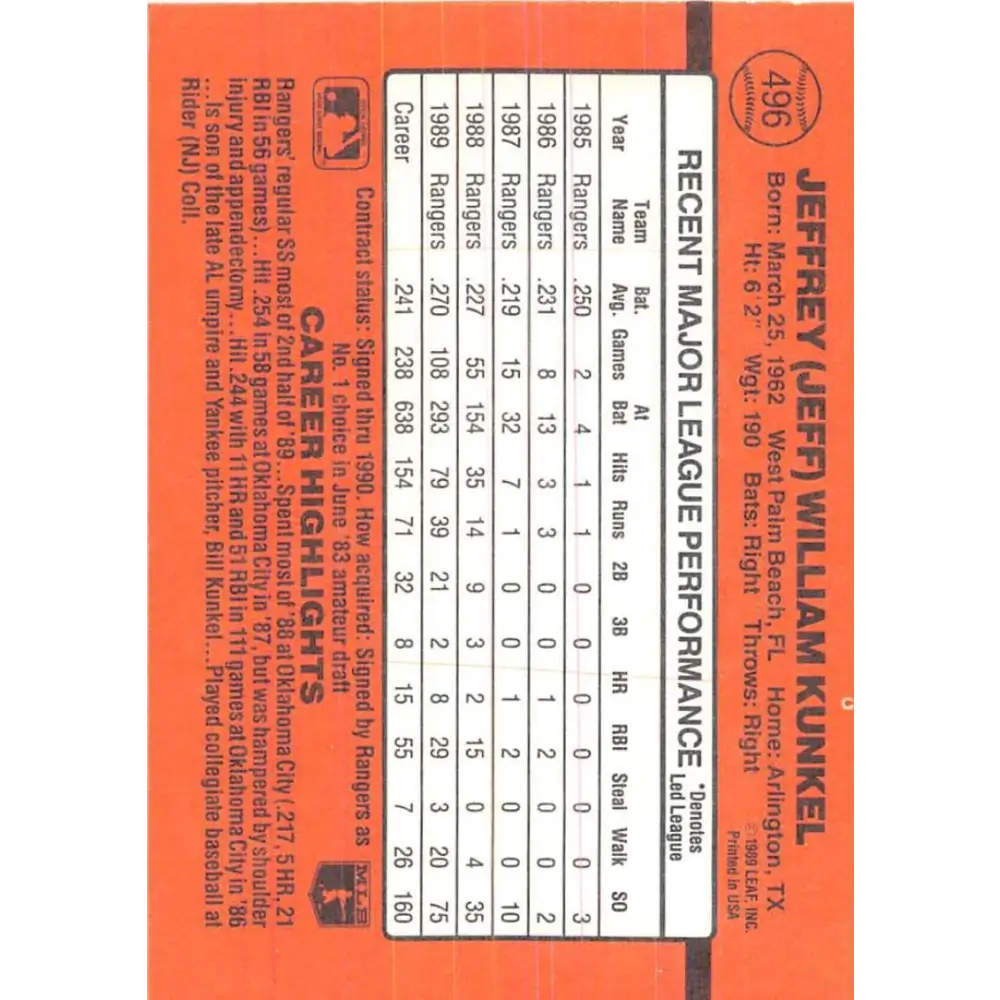 496
JEFFREY (JEFF) WILLIAM KUNKEL
Born: March 25, 1962 West Palm Beach, FL Home: Arlington, TX
Ht: 6'2" Wgt: 190 Bats: Right Throws: Right
©1989 LEAF, INC.
Printed in USA
RECENT MAJOR LEAGUE PERFORMANCE
*Denotes
Led League
Year Team Name Bat. Avg. Games At Bat Hits Runs 2B 3B HR RBI Steal Walk SO
1985 Rangers .250 2 4 1 1 0 0 0 0 0 0 3
1986 Rangers .231 8 13 3 3 0 0 1 2 0 0 2
1987 Rangers .219 15 32 7 1 0 0 1 2 0 0 10
1988 Rangers .227 55 154 35 14 9 3 2 15 0 4 35
1989 Rangers .270 108 293 79 39 21 2 8 29 3 20 75
Career .241 238 638 154 71 32 8 15 55 7 26 160
Contract status: Signed thru 1990. How acquired: Signed by Rangers as
No. 1 choice in June '83 amateur draft
MLB
CAREER HIGHLIGHTS
Rangers' regular SS most of 2nd half of '89...Spent most of '88 at Oklahoma City (.217, 5 HR, 21
RBI in 56 games)...Hit .254 in 58 games at Oklahoma City in '87, but was hampered by shoulder
injury and appendectomy...Hit .244 with 11 HR and 51 RBI in 111 games at Oklahoma City in '86
...Is son of the late AL umpire and Yankee pitcher, Bill Kunkel...Played collegiate baseball at
Rider (NJ) Coll.